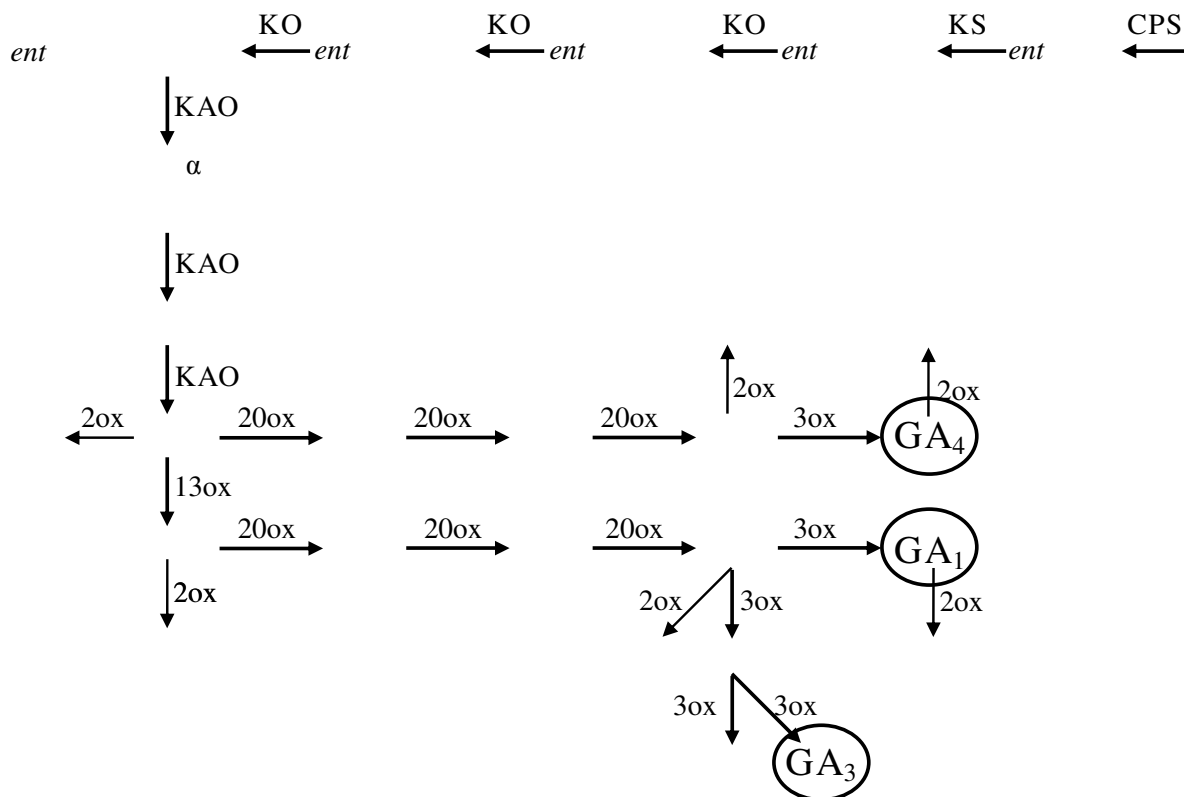 KO KO KO KS CPS
ent ent ent ent ent
KAO
α
KAO
KAO
2ox
2ox 2ox
2ox 20ox 20ox 20ox 3ox
GA₄
13ox
20ox 20ox 20ox 3ox
GA₁
2ox 2ox 3ox 2ox
3ox 3ox
GA₃